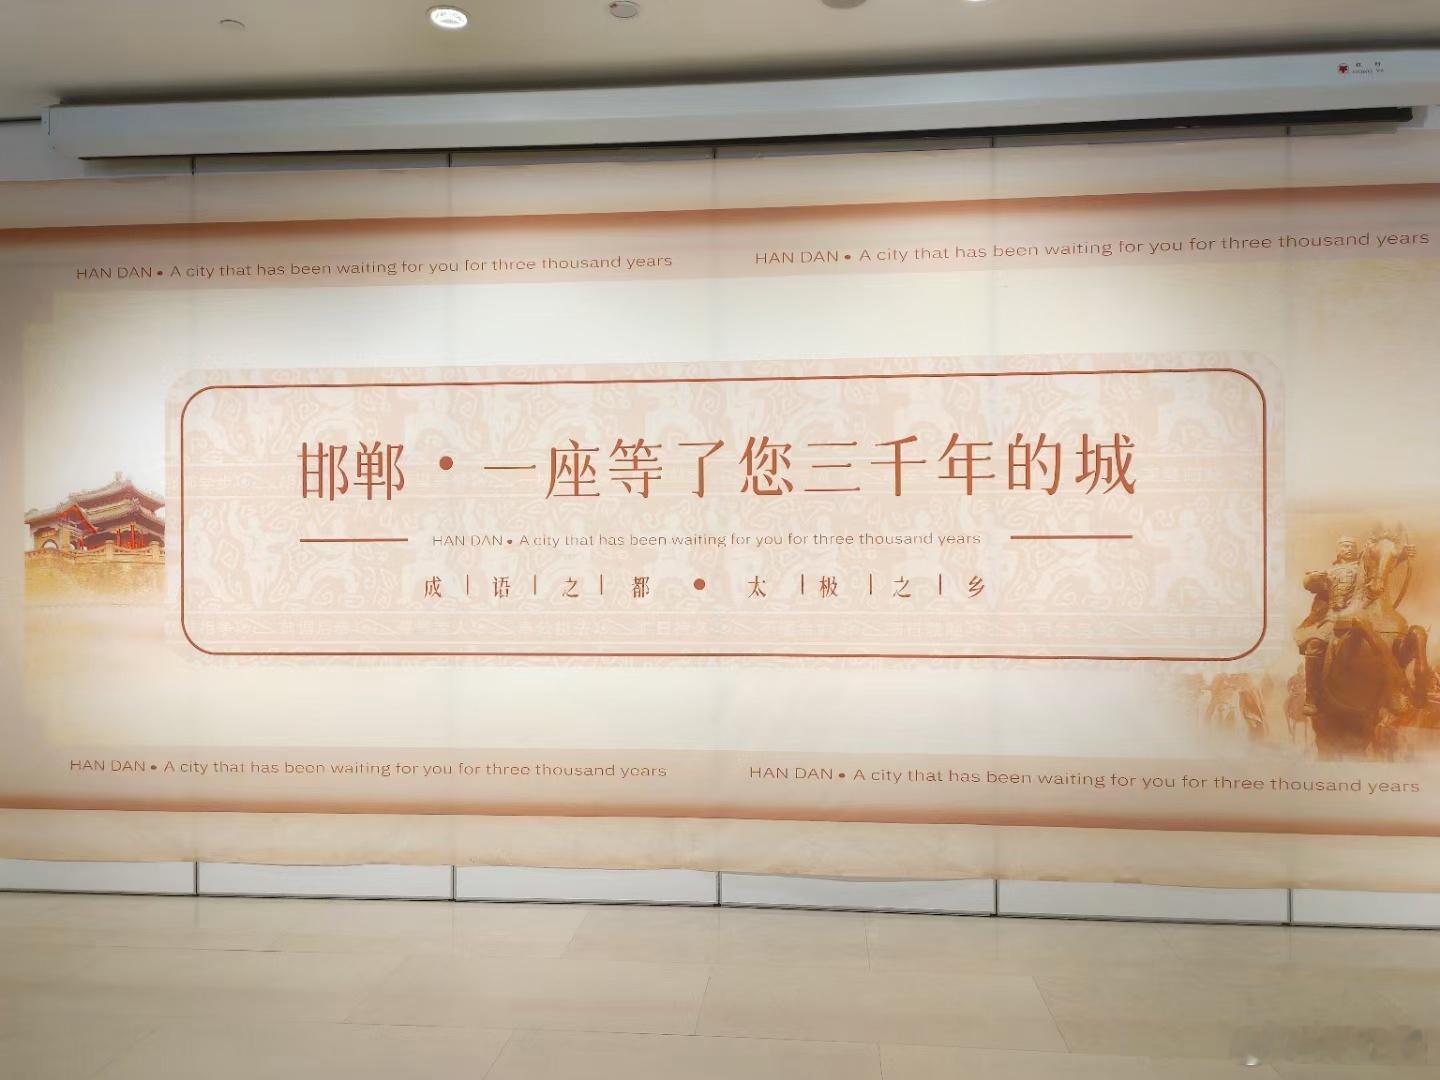 HAN DAN • A city that has been waiting for you for three thousand years
HAN DAN • A city that has been waiting for you for three thousand years
邯郸•一座等了您三千年的城
HAN DAN • A city that has been waiting for you for three thousand years
成|语|之|都•太|极|之|乡
HAN DAN • A city that has been waiting for you for three thousand years
HAN DAN • A city that has been waiting for you for three thousand years